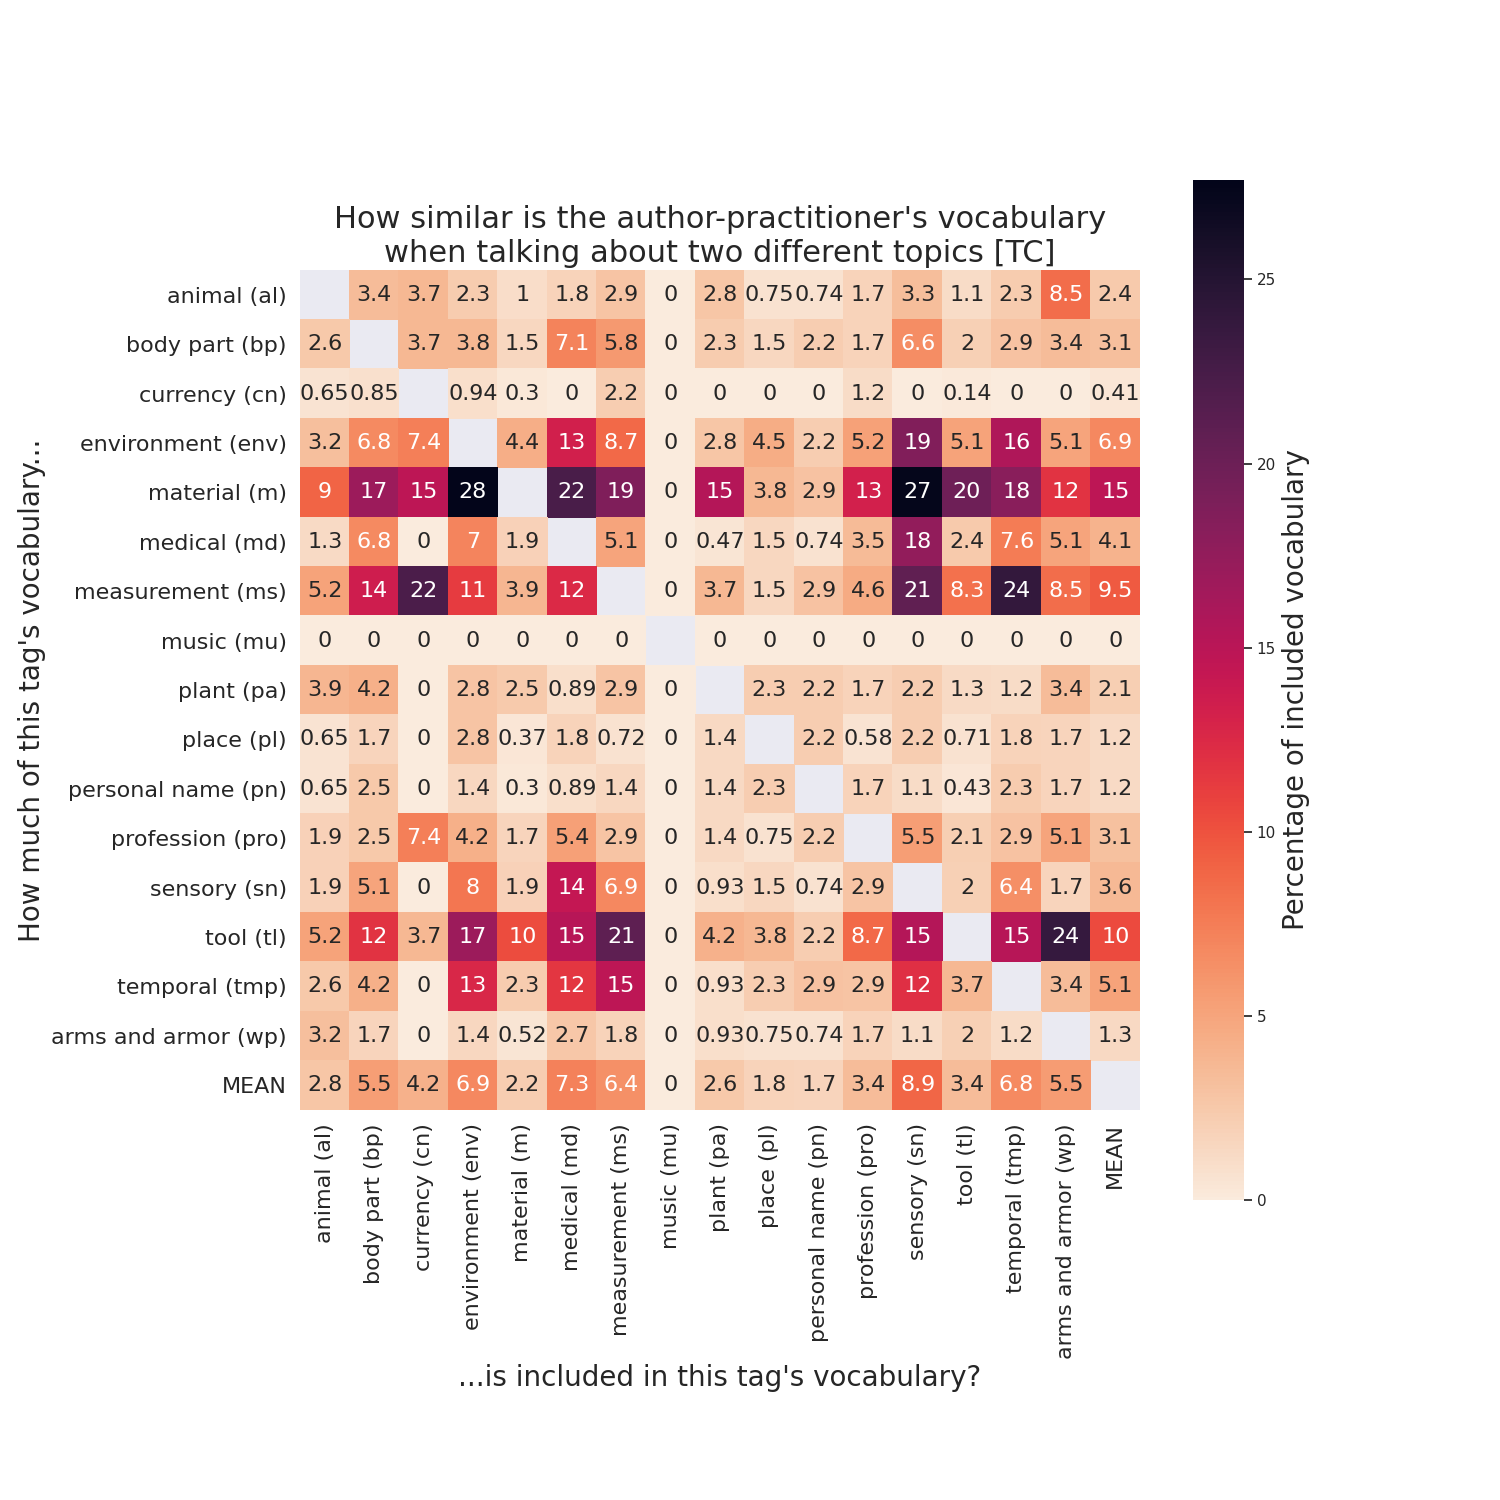 How similar is the author-practitioner's vocabulary
when talking about two different topics [TC]
How much of this tag's vocabulary...
animal (al) 3.4 3.7 2.3 1 1.8 2.9 0 2.8 0.75 0.74 1.7 3.3 1.1 2.3 8.5 2.4
body part (bp) 2.6 3.7 3.8 1.5 7.1 5.8 0 2.3 1.5 2.2 1.7 6.6 2 2.9 3.4 3.1
currency (cn) 0.65 0.85 0.94 0.3 0 2.2 0 0 0 0 1.2 0 0.14 0 0 0.41
environment (env) 3.2 6.8 7.4 4.4 13 8.7 0 2.8 4.5 2.2 5.2 19 5.1 16 5.1 6.9
material (m) 9 17 15 28 22 19 0 15 3.8 2.9 13 27 20 18 12 15
medical (md) 1.3 6.8 0 7 1.9 5.1 0 0.47 1.5 0.74 3.5 18 2.4 7.6 5.1 4.1
measurement (ms) 5.2 14 22 11 3.9 12 0 3.7 1.5 2.9 4.6 21 8.3 24 8.5 9.5
music (mu) 0 0 0 0 0 0 0 0 0 0 0 0 0 0 0 0
plant (pa) 3.9 4.2 0 2.8 2.5 0.89 2.9 0 2.3 2.2 1.7 2.2 1.3 1.2 3.4 2.1
place (pl) 0.65 1.7 0 2.8 0.37 1.8 0.72 0 1.4 2.2 0.58 2.2 0.71 1.8 1.7 1.2
personal name (pn) 0.65 2.5 0 1.4 0.3 0.89 1.4 0 1.4 2.3 1.7 1.1 0.43 2.3 1.7 1.2
profession (pro) 1.9 2.5 7.4 4.2 1.7 5.4 2.9 0 1.4 0.75 2.2 5.5 2.1 2.9 5.1 3.1
sensory (sn) 1.9 5.1 0 8 1.9 14 6.9 0 0.93 1.5 0.74 2.9 2 6.4 1.7 3.6
tool (tl) 5.2 12 3.7 17 10 15 21 0 4.2 3.8 2.2 8.7 15 15 24 10
temporal (tmp) 2.6 4.2 0 13 2.3 12 15 0 0.93 2.3 2.9 2.9 12 3.7 3.4 5.1
arms and armor (wp) 3.2 1.7 0 1.4 0.52 2.7 1.8 0 0.93 0.75 0.74 1.7 1.1 2 1.2 1.3
MEAN 2.8 5.5 4.2 6.9 2.2 7.3 6.4 0 2.6 1.8 1.7 3.4 8.9 3.4 6.8 5.5
animal (al)
body part (bp)
currency (cn)
environment (env)
material (m)
medical (md)
measurement (ms)
music (mu)
plant (pa)
place (pl)
personal name (pn)
profession (pro)
sensory (sn)
tool (tl)
temporal (tmp)
arms and armor (wp)
MEAN
...is included in this tag's vocabulary?
25
20
15
10
5
0
Percentage of included vocabulary